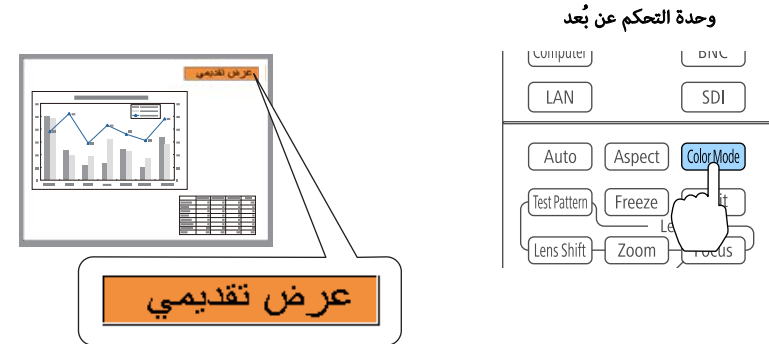 وحدة التحكم عن بُعد
عرض تقديمي
Computer BNC
LAN SDI
Auto Aspect Color Mode
Test Pattern Freeze
Lens Shift Zoom Focus
عرض تقديمي